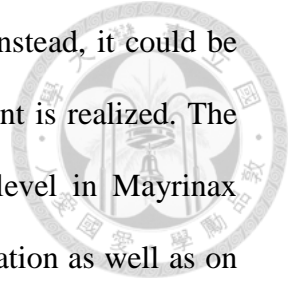 nstead, it could be
nt is realized. The
level in Mayrinax
ation as well as on